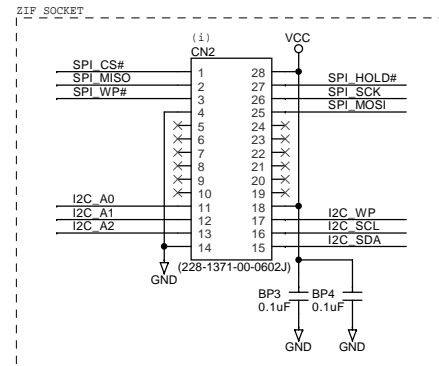 ZIF SOCKET
(i)
CN2
VCC
SPI_CS# 1 28
SPI_MISO 2 27 SPI_HOLD#
SPI_WP# 3 26 SPI_SCK
4 25 SPI_MOSI
5 24
6 23
7 22
8 21
9 20
10 19
I2C_A0 11 18
I2C_A1 12 17 I2C_WP
I2C_A2 13 16 I2C_SCL
14 15 I2C_SDA
(228-1371-00-0602J)
GND
BP3 BP4
0.1uF 0.1uF
GND GND